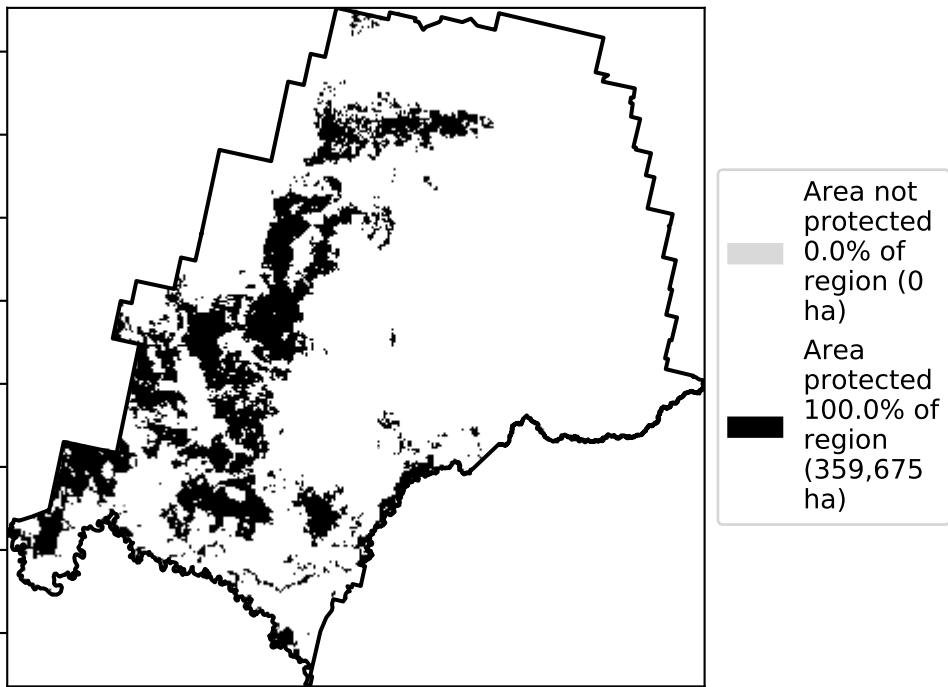 Area not
protected
0.0% of
region (0
ha)
Area
protected
100.0% of
region
(359,675
ha)